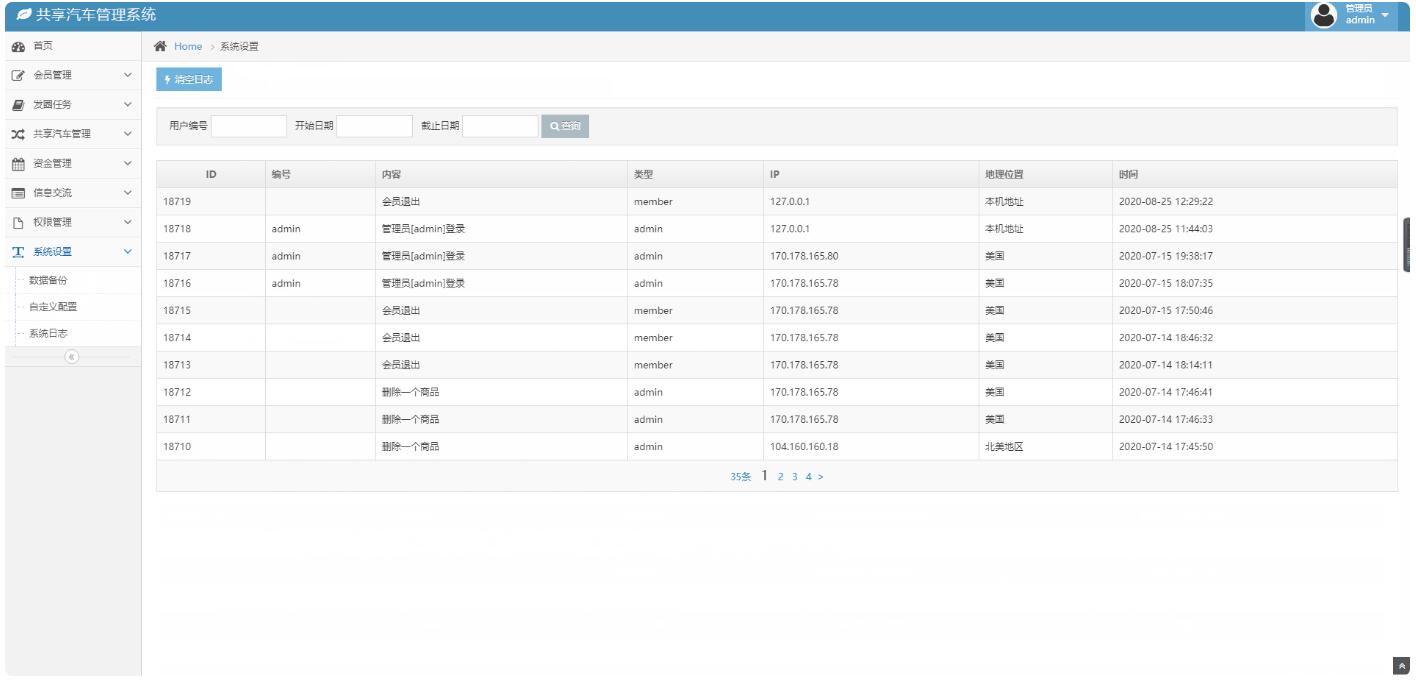 共享汽车管理系统
管理员
admin
首页
会员管理
发圈任务
共享汽车管理
资金管理
信息交流
权限管理
系统设置
数据备份
自定义配置
系统日志
Home > 系统设置
清空日志
用户编号 开始日期 截止日期 查询
ID 编号 内容 类型 IP 地理位置 时间
18719 会员退出 member 127.0.0.1 本机地址 2020-08-25 12:29:22
18718 admin 管理员[admin]登录 admin 127.0.0.1 本机地址 2020-08-25 11:44:03
18717 admin 管理员[admin]登录 admin 170.178.165.80 美国 2020-07-15 19:38:17
18716 admin 管理员[admin]登录 admin 170.178.165.78 美国 2020-07-15 18:07:35
18715 会员退出 member 170.178.165.78 美国 2020-07-15 17:50:46
18714 会员退出 member 170.178.165.78 美国 2020-07-14 18:46:32
18713 会员退出 member 170.178.165.78 美国 2020-07-14 18:14:11
18712 删除一个商品 admin 170.178.165.78 美国 2020-07-14 17:46:41
18711 删除一个商品 admin 170.178.165.78 美国 2020-07-14 17:46:33
18710 删除一个商品 admin 104.160.160.18 北美地区 2020-07-14 17:45:50
35条 1 2 3 4 >